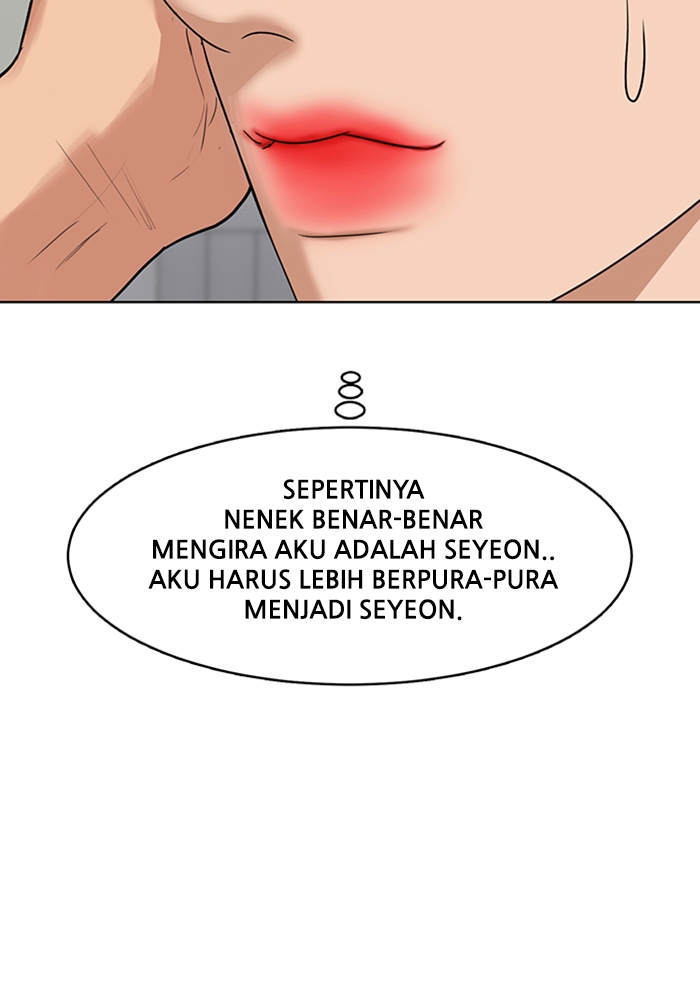 SEPERTINYA
NENEK BENAR-BENAR
MENGIRA AKU ADALAH SEYEON..
AKU HARUS LEBIH BERPURA-PURA
MENJADI SEYEON.